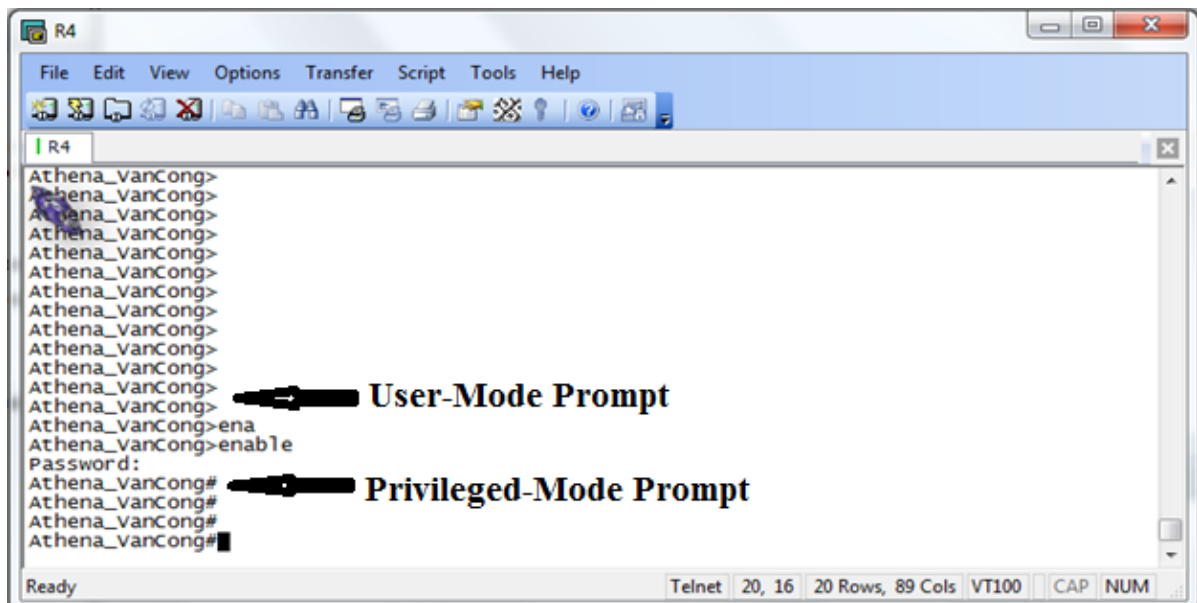 R4
File Edit View Options Transfer Script Tools Help
R4
Athena_VanCong>
Athena_VanCong>
Athena_VanCong>
Athena_VanCong>
Athena_VanCong>
Athena_VanCong>
Athena_VanCong>
Athena_VanCong>
Athena_VanCong>
Athena_VanCong>
Athena_VanCong>
Athena_VanCong>
Athena_VanCong> User-Mode Prompt
Athena_VanCong>ena
Athena_VanCong>enable
Password:
Athena_VanCong# Privileged-Mode Prompt
Athena_VanCong#
Athena_VanCong#
Athena_VanCong#
Ready Telnet 20, 16 20 Rows, 89 Cols VT100 CAP NUM